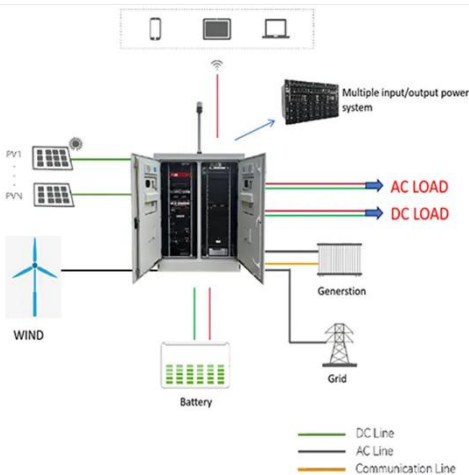 Multiple input/output power
system
PV1
PVN
AC LOAD
DC LOAD
WIND
Generstion
Battery
Grid
DC Line
AC Line
Communication Line